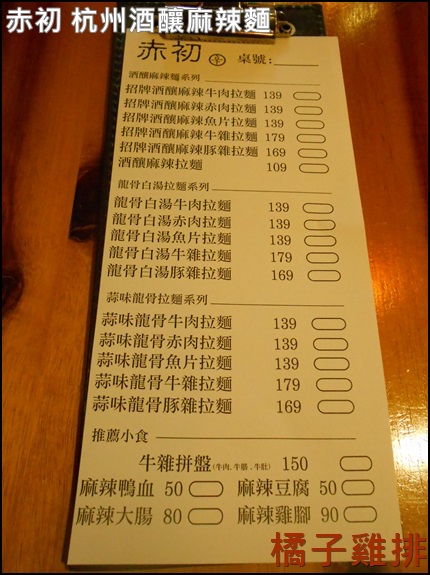 赤初 杭州酒釀麻辣麵
赤初 桌號:
酒釀麻辣麵系列
招牌酒釀麻辣牛肉拉麵 139
招牌酒釀麻辣赤肉拉麵 139
招牌酒釀麻辣魚片拉麵 139
招牌酒釀麻辣牛雜拉麵 179
招牌酒釀麻辣豚雜拉麵 169
酒釀麻辣拉麵 109
龍骨白湯拉麵系列
龍骨白湯牛肉拉麵 139
龍骨白湯赤肉拉麵 139
龍骨白湯魚片拉麵 139
龍骨白湯牛雜拉麵 179
龍骨白湯豚雜拉麵 169
蒜味龍骨拉麵系列
蒜味龍骨牛肉拉麵 139
蒜味龍骨赤肉拉麵 139
蒜味龍骨魚片拉麵 139
蒜味龍骨牛雜拉麵 179
蒜味龍骨豚雜拉麵 169
推薦小食
牛雜拼盤(牛肉、牛腸、牛肚) 150
麻辣鴨血 50 麻辣豆腐 50
麻辣大腸 80 麻辣雞腳 90
橘子雞排